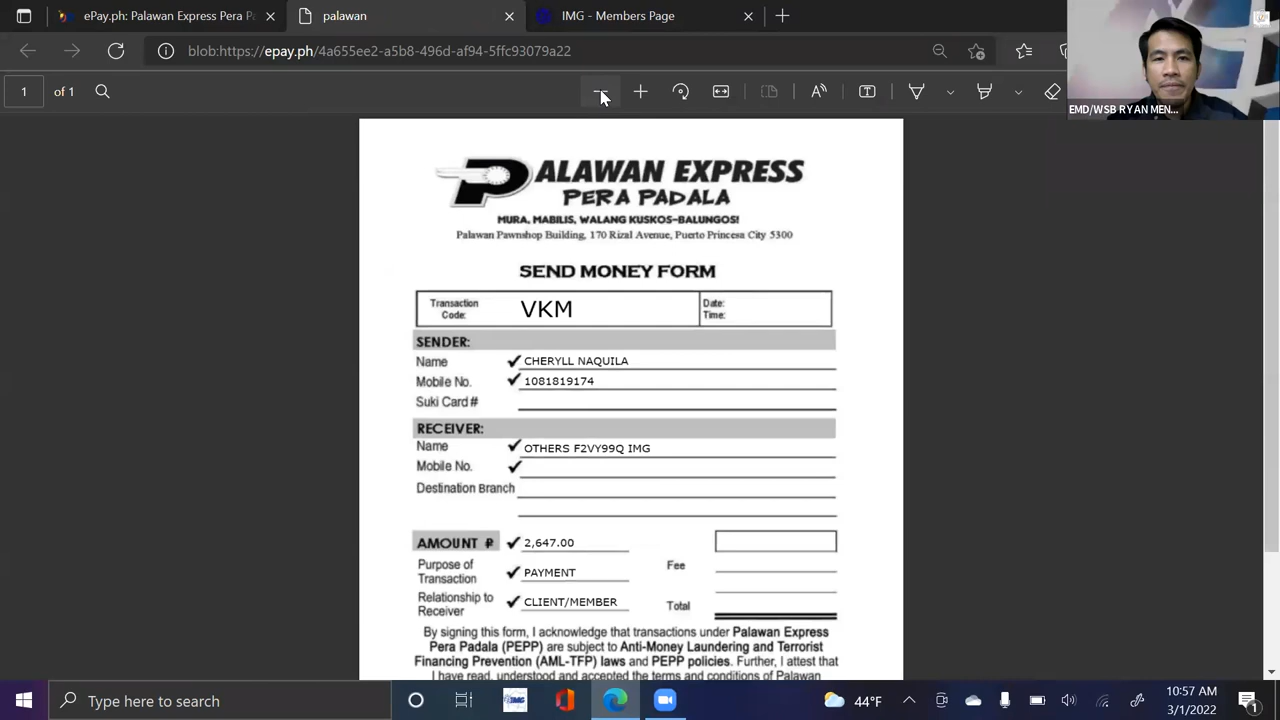 ePay.ph: Palawan Express Pera P
palawan
IMG - Members Page
blob:https://epay.ph/4a655ee2-a5b8-496d-af94-5ffc93079a22
1 of 1
EMD/WSB RYAN MEN...
PALAWAN EXPRESS
PERA PADALA
MURA, MABILIS, WALANG KUSKOS-BALUNGOS!
Palawan Pawnshop Building, 170 Rizal Avenue, Puerto Princesa City 5300
SEND MONEY FORM
Transaction Code: VKM
Date:
Time:
SENDER:
Name CHERYLL NAQUILA
Mobile No. 1081819174
Suki Card #
RECEIVER:
Name OTHERS F2VY99Q IMG
Mobile No.
Destination Branch
AMOUNT ₱ 2,647.00
Purpose of Transaction PAYMENT
Fee
Relationship to Receiver CLIENT/MEMBER
Total
By signing this form, I acknowledge that transactions under Palawan Express
Pera Padala (PEPP) are subject to Anti-Money Laundering and Terrorist
Financing Prevention (AML-TFP) laws and PEPP policies. Further, I attest that
I have read, understood and accepted the terms and conditions of Palawan
Type here to search
IMG
44°F
10:57 AM
3/1/2022
1